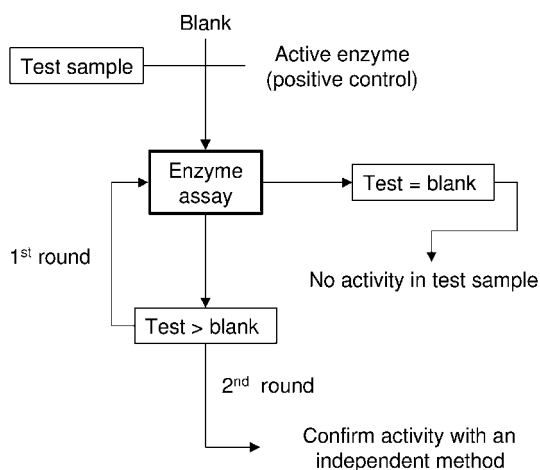 Blank
Test sample
Active enzyme
(positive control)
Enzyme
assay
Test = blank
1st round
No activity in test sample
Test > blank
2nd round
Confirm activity with an
independent method